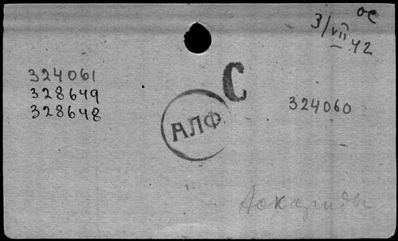 ос
3/VII 42
324061
328649
328648
С
АЛФ
324060
Аскариды